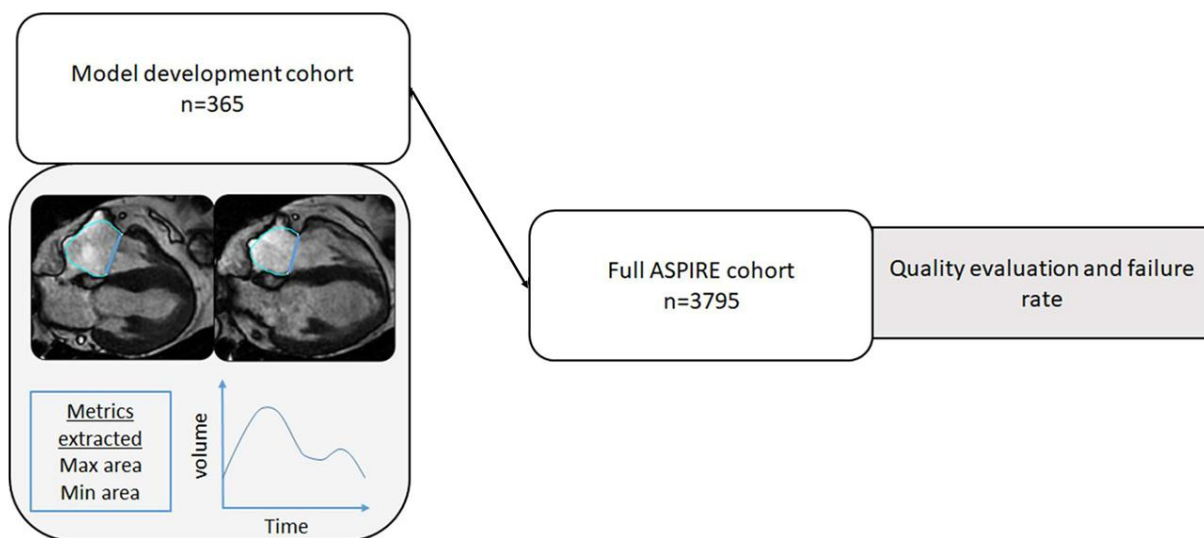 Model development cohort
n=365
Metrics
extracted
Max area
Min area
volume
Time
Full ASPIRE cohort
n=3795
Quality evaluation and failure
rate